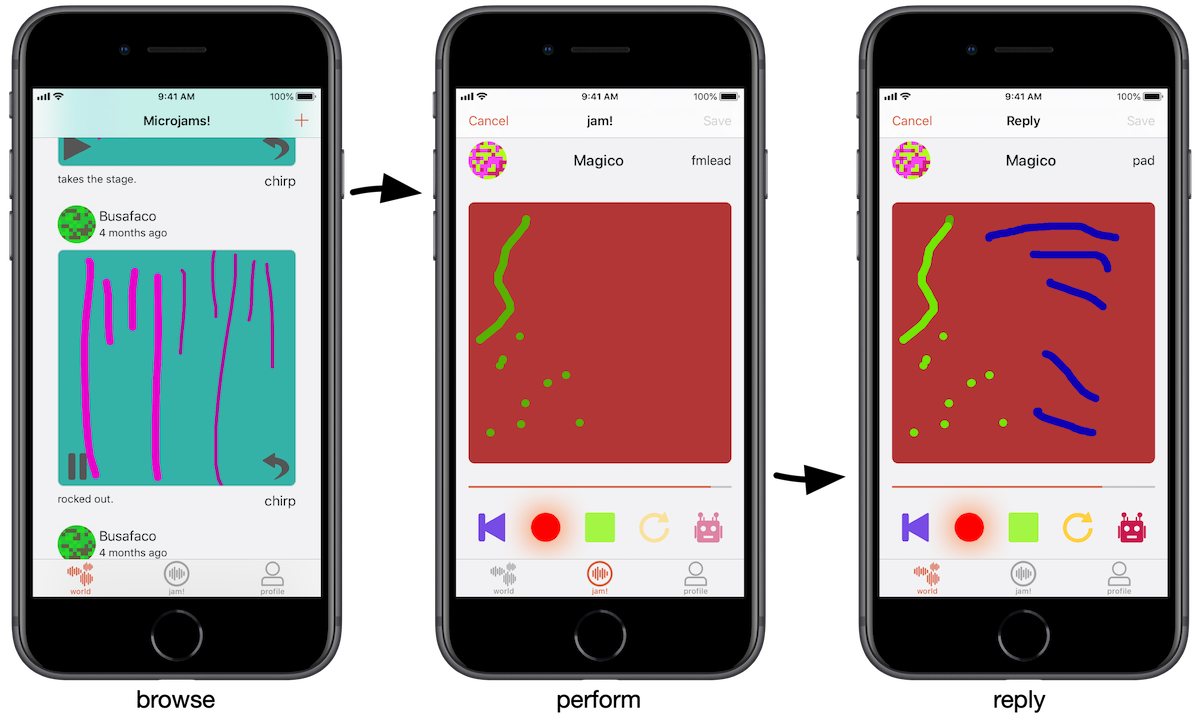 9:41 AM 100%
Microjams!
takes the stage. chirp
Busafaco
4 months ago
rocked out. chirp
Busafaco
4 months ago
world jam! profile
browse
9:41 AM 100%
Cancel jam! Save
Magico fmlead
world jam! profile
perform
9:41 AM 100%
Cancel Reply Save
Magico pad
world jam! profile
reply